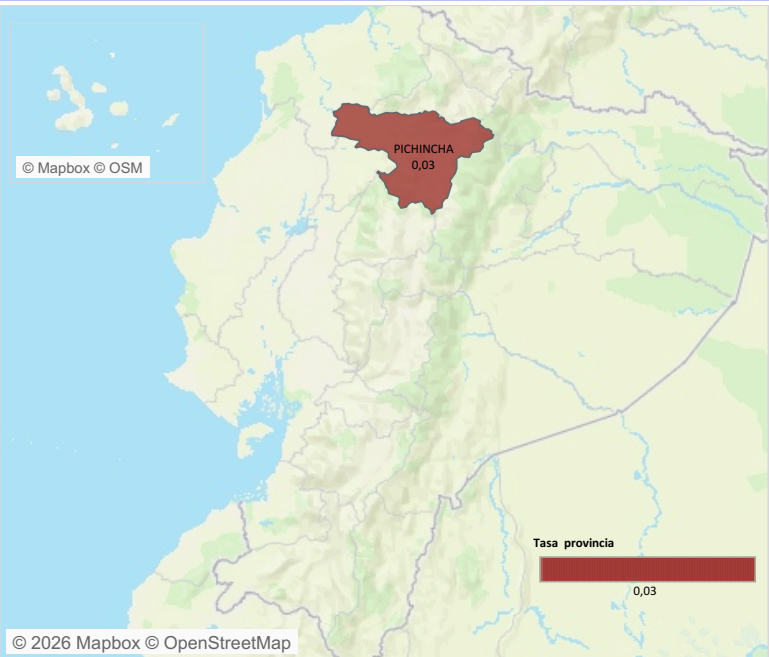 © Mapbox © OSM
PICHINCHA
0,03
Tasa provincia
0,03
© 2026 Mapbox © OpenStreetMap